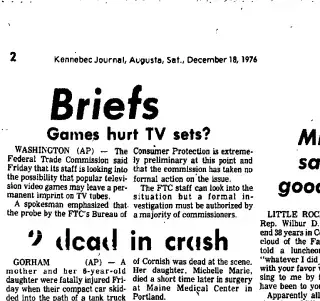 2
Kennebec Journal, Augusta, Sat., December 18, 1976
Briefs
Games hurt TV sets?
WASHINGTON (AP) — The
Federal Trade Commission said
Friday that its staff is looking into
the possibility that popular televi-
sion video games may leave a per-
manent imprint on TV tubes.
A spokesman emphasized that
the probe by the FTC's Bureau of
Consumer Protection is extreme-
ly preliminary at this point and
that the commission has taken no
formal action on the issue.
The FTC staff can look into the
situation but a formal in-
vestigation must be authorized by
a majority of commissioners.
2 dead in crash
GORHAM (AP) — A
mother and her 6-year-old
daughter were fatally injured Fri-
day when their compact car skid-
ded into the path of a tank truck
of Cornish was dead at the scene.
Her daughter, Michelle Marie,
died a short time later in surgery
at Maine Medical Center in
Portland.
sa
goo
LITTLE ROC
Rep. Wilbur D.
end 38 years in C
cloud of the Fa
told a luncheon
"whatever I did
with your favor
sing to me by
have been to yo
Apparently all